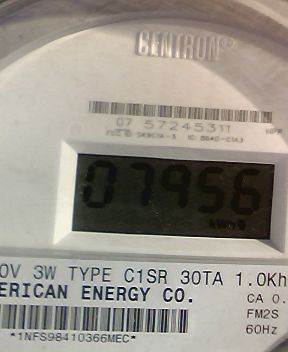 CENTRON®
07 57245311
07956
kWh
0V 3W TYPE C1SR 30TA 1.0Kh
ERICAN ENERGY CO.
CA 0.
FM2S
60Hz
*1NFS98410366MEC*